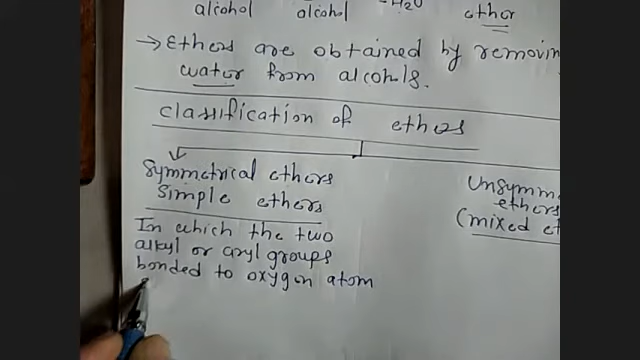 alcohol alcohol -H2O ether
→ Ethers are obtained by removin
water from alcohols.
classification of ethers
Symmetrical ethers
Simple ethers
In which the two
alkyl or aryl groups
bonded to oxygen atom
Unsymm
ethers
(mixed et